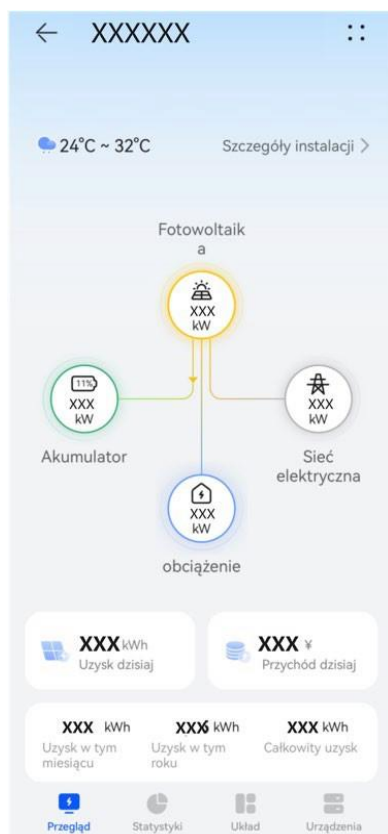 XXXXXX
24°C ~ 32°C
Szczegóły instalacji >
Fotowoltaik
a
XXX
kW
11%
XXX
kW
XXX
kW
Akumulator
Sieć
elektryczna
XXX
kW
obciążenie
XXX kWh
Uzysk dzisiaj
XXX ¥
Przychód dzisiaj
XXX kWh
Uzysk w tym
miesiącu
XXX kWh
Uzysk w tym
roku
XXX kWh
Całkowity uzysk
Przegląd
Statystyki
Układ
Urządzenia